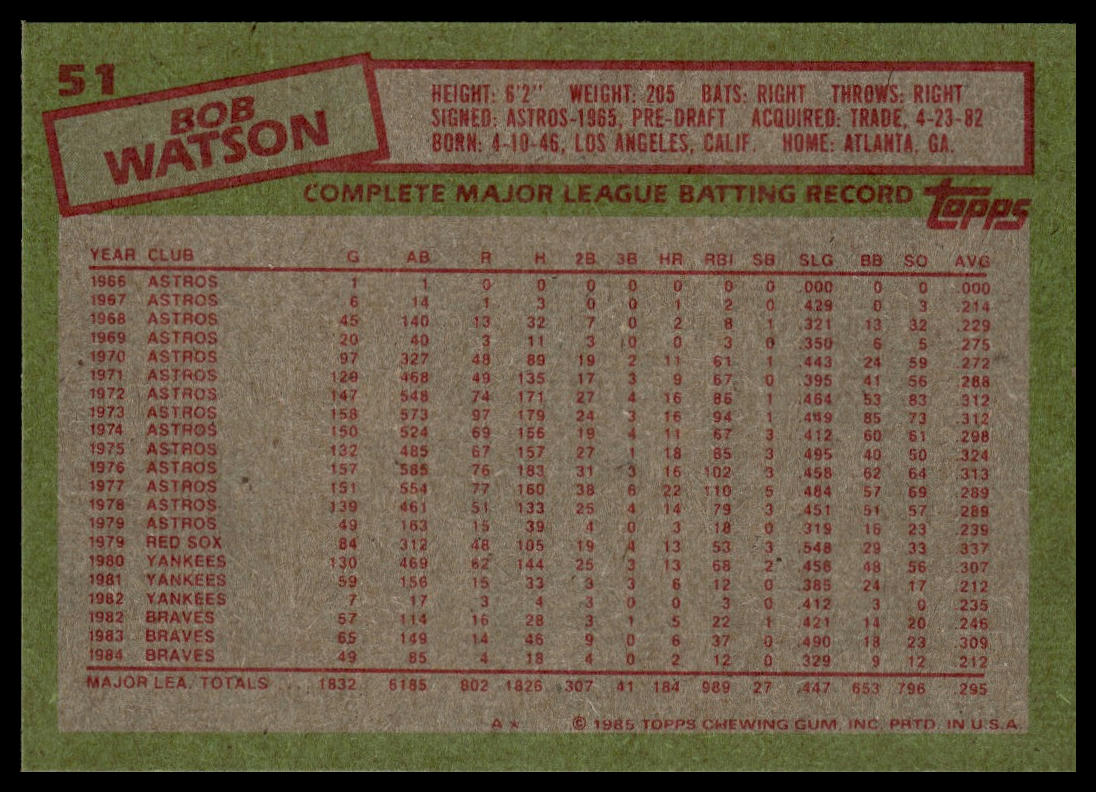 51
BOB
WATSON
HEIGHT: 6'2" WEIGHT: 205 BATS: RIGHT THROWS: RIGHT
SIGNED: ASTROS-1965, PRE-DRAFT ACQUIRED: TRADE, 4-23-82
BORN: 4-10-46, LOS ANGELES, CALIF. HOME: ATLANTA, GA.
COMPLETE MAJOR LEAGUE BATTING RECORD topps
YEAR CLUB G AB R H 2B 3B HR RBI SB SLG BB SO AVG
1966 ASTROS 1 1 0 0 0 0 0 0 0 .000 0 0 .000
1967 ASTROS 6 14 1 3 0 0 1 2 0 .429 0 3 .214
1968 ASTROS 45 140 13 32 7 0 2 8 1 .321 13 32 .229
1969 ASTROS 20 40 3 11 3 0 0 3 0 .350 6 5 .275
1970 ASTROS 97 327 48 89 19 2 11 61 1 .443 24 59 .272
1971 ASTROS 129 468 49 135 17 3 9 67 0 .395 41 56 .288
1972 ASTROS 147 548 74 171 27 4 16 86 1 .464 53 83 .312
1973 ASTROS 158 573 97 179 24 3 16 94 1 .449 85 73 .312
1974 ASTROS 150 524 69 156 19 4 11 67 3 .412 60 61 .298
1975 ASTROS 132 485 67 157 27 1 18 85 3 .495 40 50 .324
1976 ASTROS 157 585 76 183 31 3 16 102 3 .458 62 64 .313
1977 ASTROS 151 554 77 160 38 6 22 110 5 .484 57 69 .289
1978 ASTROS 139 461 51 133 25 4 14 79 3 .451 51 57 .289
1979 ASTROS 49 163 15 39 4 0 3 18 0 .319 16 23 .239
1979 RED SOX 84 312 48 105 19 4 13 53 3 .548 29 33 .337
1980 YANKEES 130 469 62 144 25 3 13 68 2 .456 48 56 .307
1981 YANKEES 59 156 15 33 3 3 6 12 0 .385 24 17 .212
1982 YANKEES 7 17 3 4 3 0 0 3 0 .412 3 0 .235
1982 BRAVES 57 114 16 28 3 1 5 22 1 .421 14 20 .246
1983 BRAVES 65 149 14 46 9 0 6 37 0 .490 18 23 .309
1984 BRAVES 49 85 4 18 4 0 2 12 0 .329 9 12 .212
MAJOR LEA. TOTALS ... 1832 6185 802 1826 307 41 184 989 27 .447 653 796 .295
A★ © 1985 TOPPS CHEWING GUM, INC. PRTD. IN U.S.A.